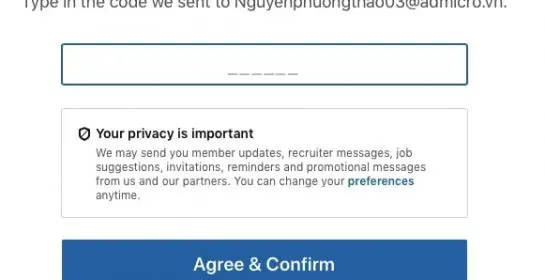 Type in the code we sent to Nguyenphuongthao03@admicro.vn.
______
Your privacy is important
We may send you member updates, recruiter messages, job
suggestions, invitations, reminders and promotional messages
from us and our partners. You can change your preferences
anytime.
Agree & Confirm